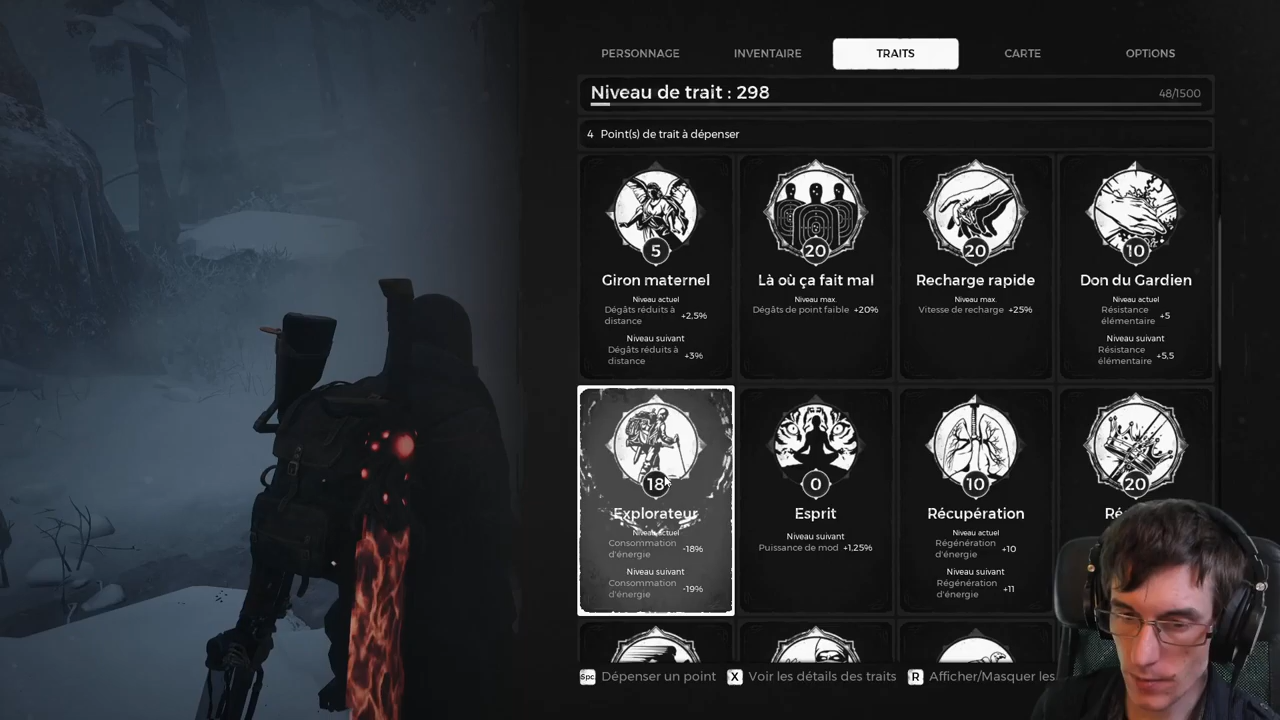 PERSONNAGE INVENTAIRE TRAITS CARTE OPTIONS
Niveau de trait : 298 48/1500
4 Point(s) de trait à dépenser
5 20 20 10
Giron maternel Là où ça fait mal Recharge rapide Don du Gardien
Niveau actuel Niveau max. Niveau max. Niveau actuel
Dégâts réduits à distance +2,5% Dégâts de point faible +20% Vitesse de recharge +25% Résistance élémentaire +5
Niveau suivant Niveau suivant
Dégâts réduits à distance +3% Résistance élémentaire +5,5
18 0 10 20
Explorateur Esprit Récupération
Niveau actuel Niveau suivant Niveau actuel
Consommation d'énergie -18% Puissance de mod +1,25% Régénération d'énergie +10
Niveau suivant Niveau suivant
Consommation d'énergie -19% Régénération d'énergie +11
Dépenser un point X Voir les détails des traits R Afficher/Masquer les